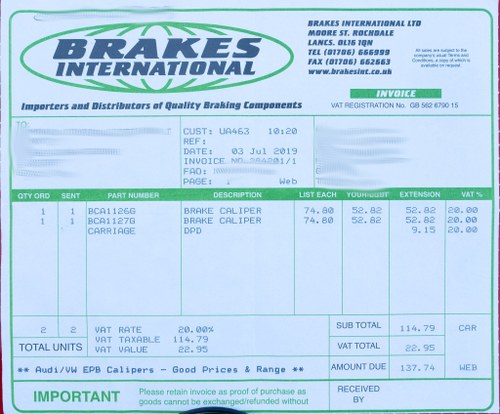 BRAKES
INTERNATIONAL
Importers and Distributors of Quality Braking Components
BRAKES INTERNATIONAL LTD
MOORE ST. ROCHDALE
LANCS. OL16 1QN
TEL (01706) 666999
FAX (01706) 662663
www.brakesint.co.uk
All sales are subject to the
company's usual Terms and
Conditions, a copy of which is
available on request.
INVOICE
VAT REGISTRATION No. GB 562 6790 15
TO:
CUST: UA463 10:20
REF:
DATE: 03 Jul 2019
INVOICE NO.
FAO:
PAGE: Web
QTY ORD SENT PART NUMBER DESCRIPTION LIST EACH YOUR COST EXTENSION VAT %
1 1 BCA1126G BRAKE CALIPER 74.80 52.82 52.82 20.00
1 1 BCA1127G BRAKE CALIPER 74.80 52.82 52.82 20.00
CARRIAGE DPD 9.15 20.00
2 2 VAT RATE 20.00% SUB TOTAL 114.79 CAR
TOTAL UNITS VAT TAXABLE 114.79
VAT VALUE 22.95 VAT TOTAL 22.95
** Audi/VW EPB Calipers - Good Prices & Range ** AMOUNT DUE 137.74 WEB
IMPORTANT Please retain invoice as proof of purchase as
goods cannot be exchanged/refunded without
RECEIVED
BY